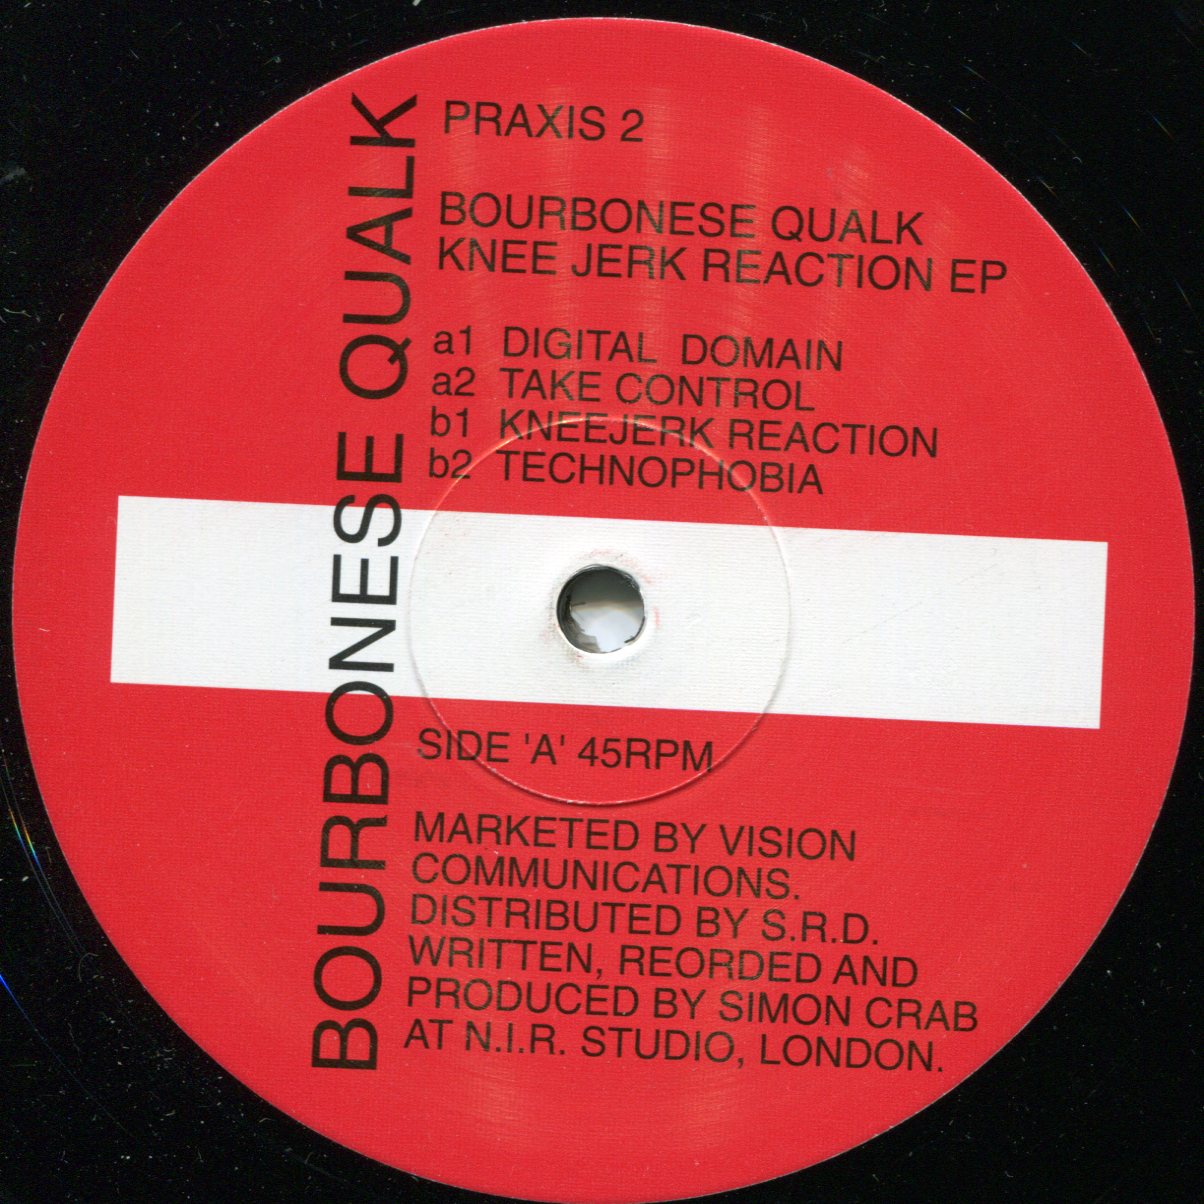 BOURBONESE QUALK
PRAXIS 2
BOURBONESE QUALK
KNEE JERK REACTION EP
a1 DIGITAL DOMAIN
a2 TAKE CONTROL
b1 KNEEJERK REACTION
b2 TECHNOPHOBIA
SIDE 'A' 45RPM
MARKETED BY VISION
COMMUNICATIONS.
DISTRIBUTED BY S.R.D.
WRITTEN, REORDED AND
PRODUCED BY SIMON CRAB
AT N.I.R. STUDIO, LONDON.